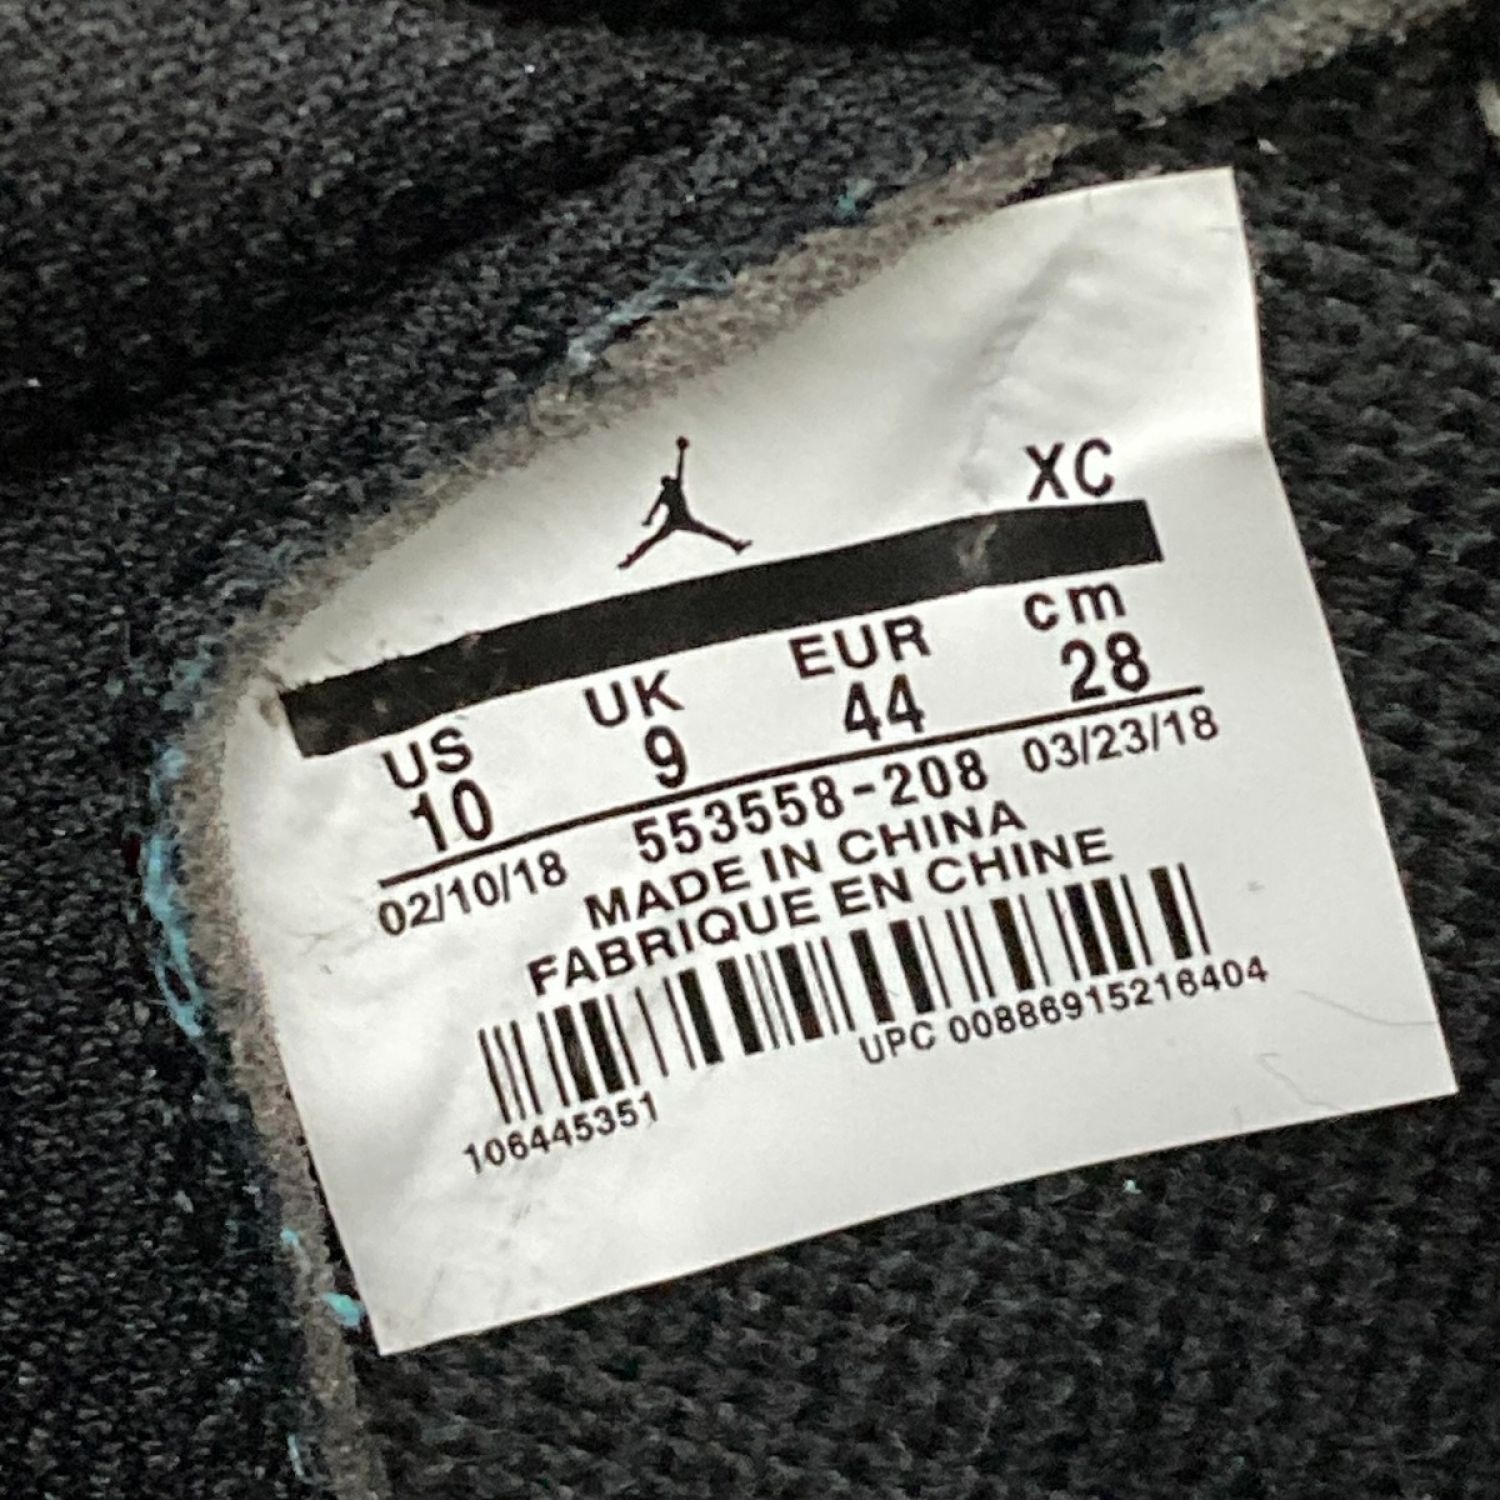 XC
US UK EUR cm
10 9 44 28
02/10/18 553558-208 03/23/18
MADE IN CHINA
FABRIQUE EN CHINE
UPC 00886915216404
106445351